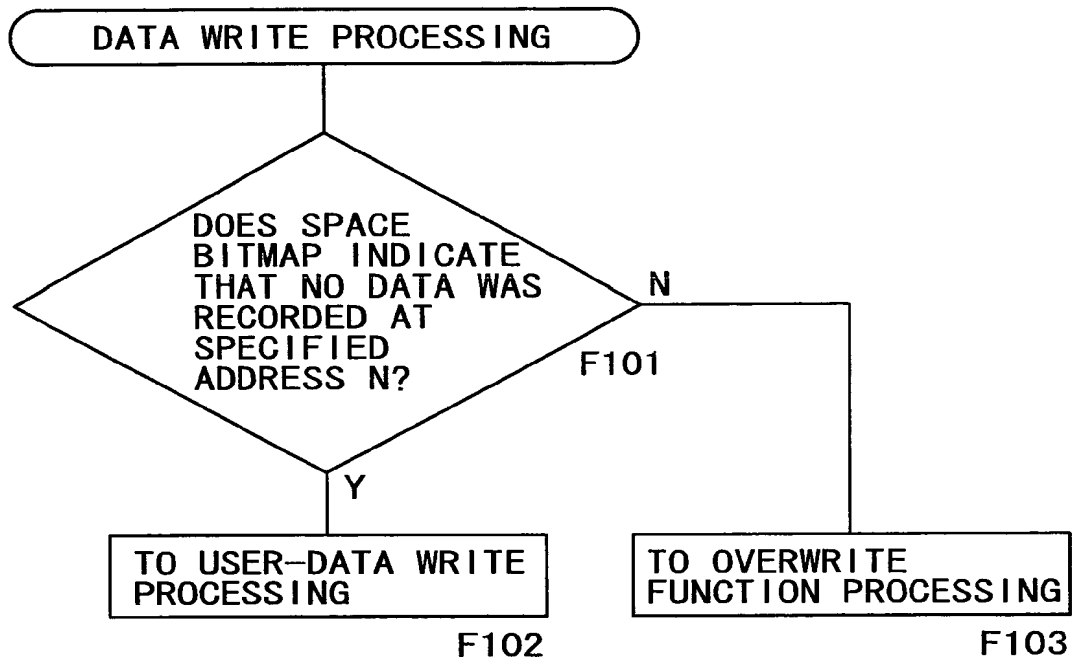 DATA WRITE PROCESSING
DOES SPACE
BITMAP INDICATE
THAT NO DATA WAS
RECORDED AT
SPECIFIED
ADDRESS N?
N
F101
Y
TO USER-DATA WRITE
PROCESSING
F102
TO OVERWRITE
FUNCTION PROCESSING
F103